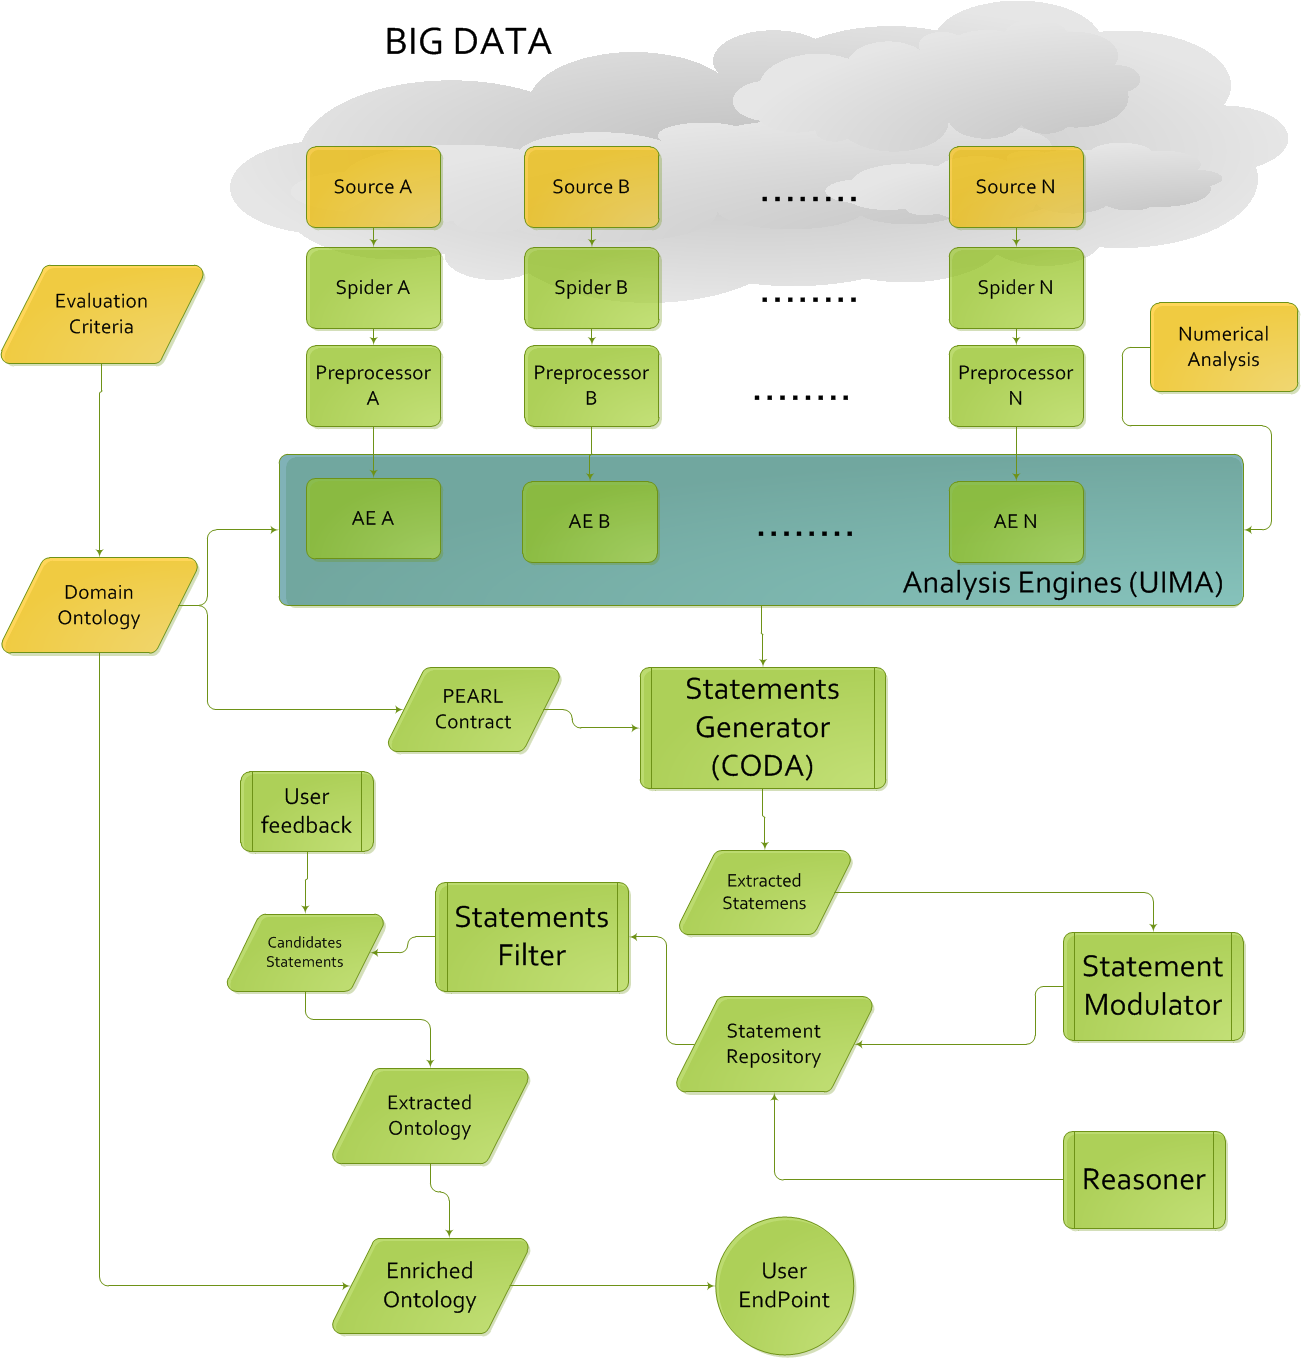 BIG DATA
Source A
Source B
........
Source N
Spider A
Spider B
........
Spider N
Evaluation
Criteria
Numerical
Analysis
Preprocessor
A
Preprocessor
B
........
Preprocessor
N
AE A
AE B
........
AE N
Analysis Engines (UIMA)
Domain
Ontology
PEARL
Contract
Statements
Generator
(CODA)
User
feedback
Extracted
Statemens
Candidates
Statements
Statements
Filter
Statement
Modulator
Statement
Repository
Extracted
Ontology
Reasoner
Enriched
Ontology
User
EndPoint